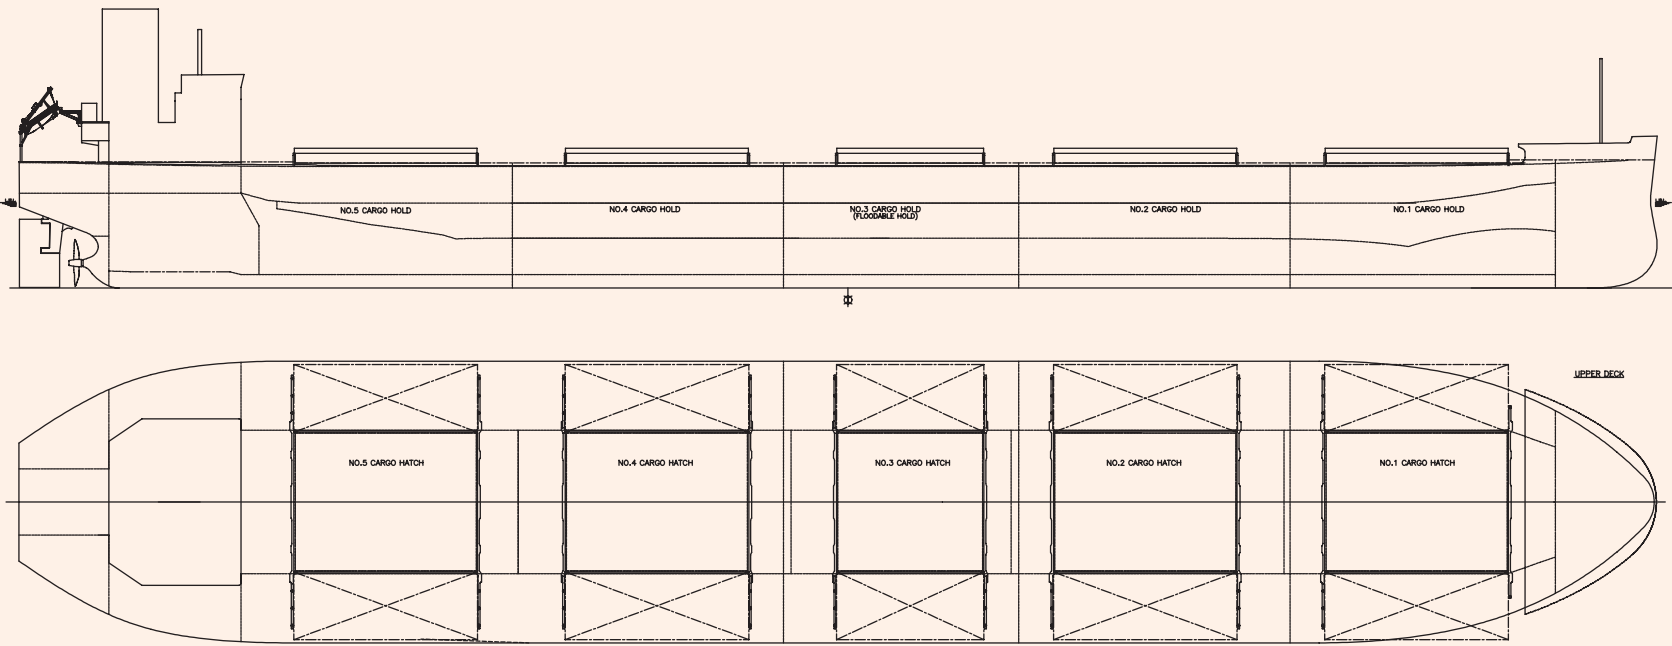 NO.5 CARGO HOLD
NO.4 CARGO HOLD
NO.3 CARGO HOLD
(FLOODABLE HOLD)
NO.2 CARGO HOLD
NO.1 CARGO HOLD
UPPER DECK
NO.5 CARGO HATCH
NO.4 CARGO HATCH
NO.3 CARGO HATCH
NO.2 CARGO HATCH
NO.1 CARGO HATCH